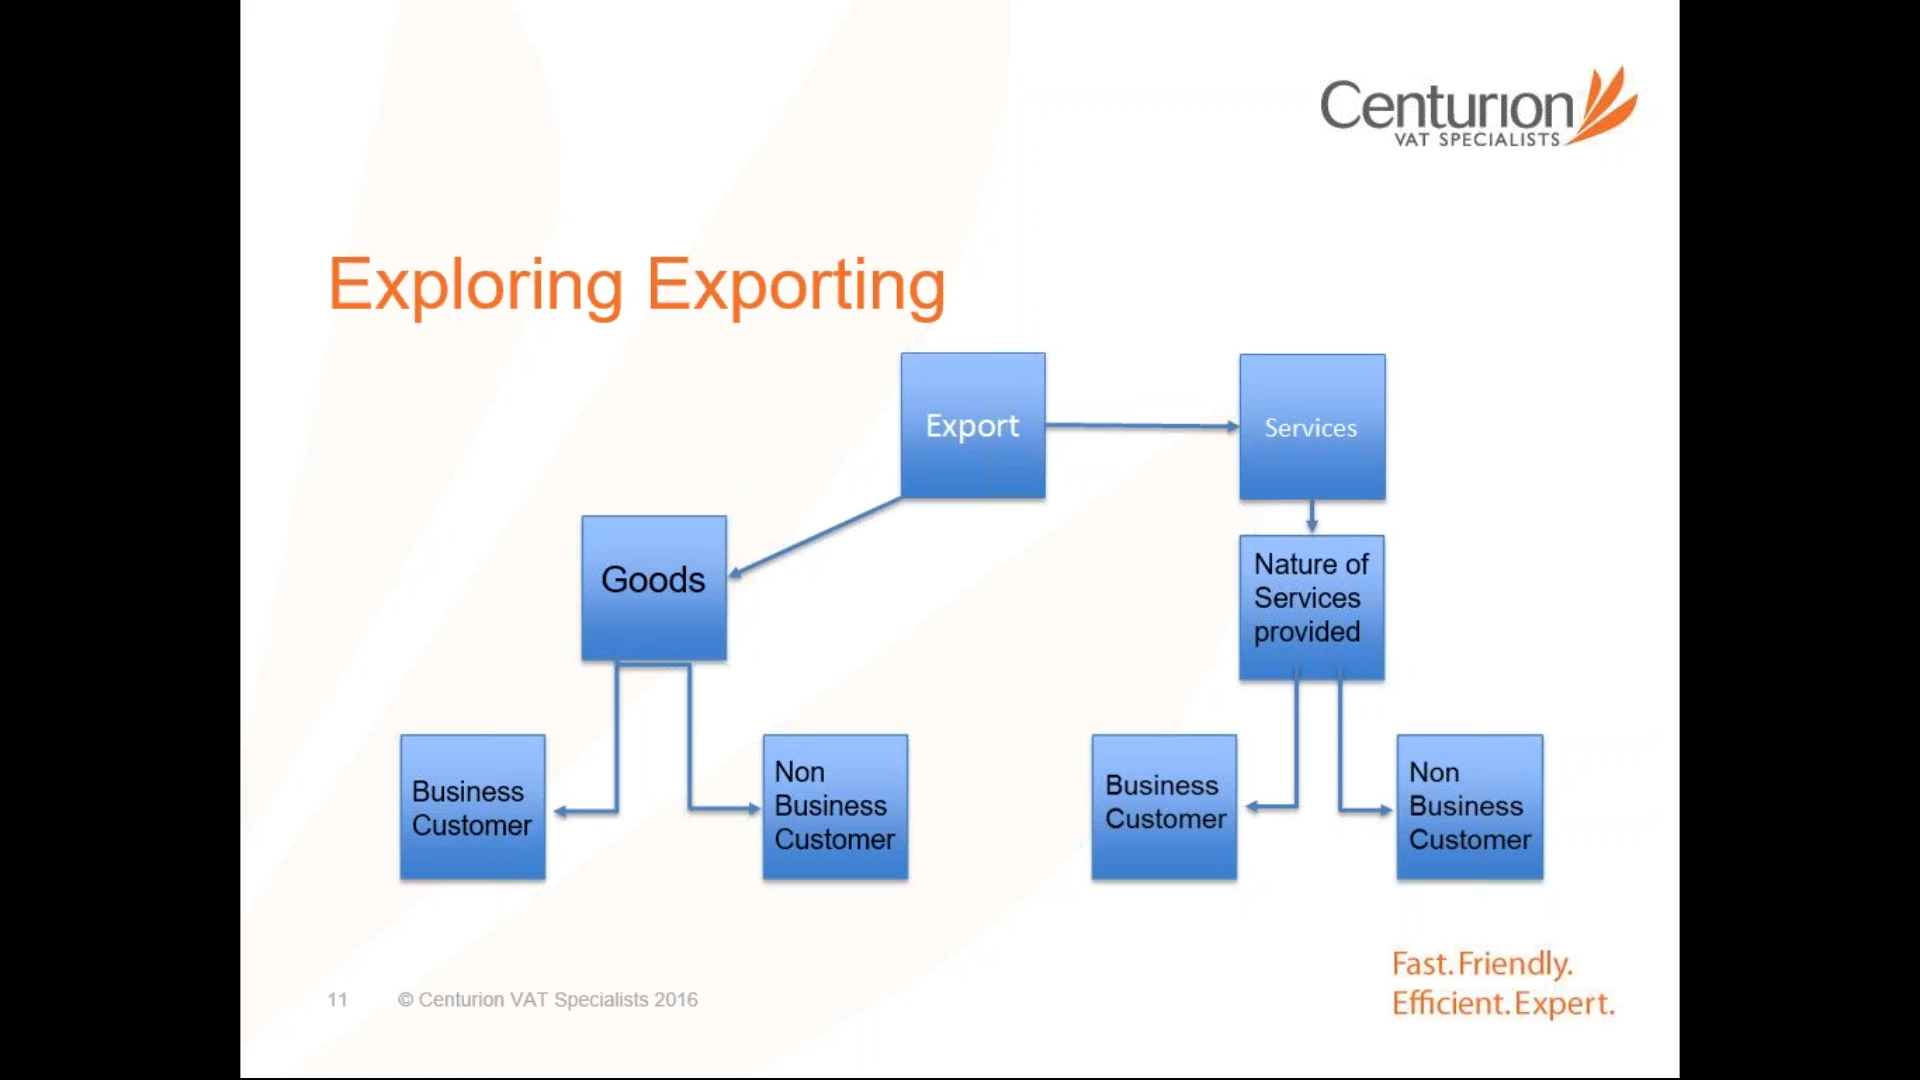 Centurion
VAT SPECIALISTS
Exploring Exporting
Export
Services
Goods
Nature of
Services
provided
Business
Customer
Non
Business
Customer
Business
Customer
Non
Business
Customer
Fast. Friendly.
Efficient. Expert.
11
© Centurion VAT Specialists 2016